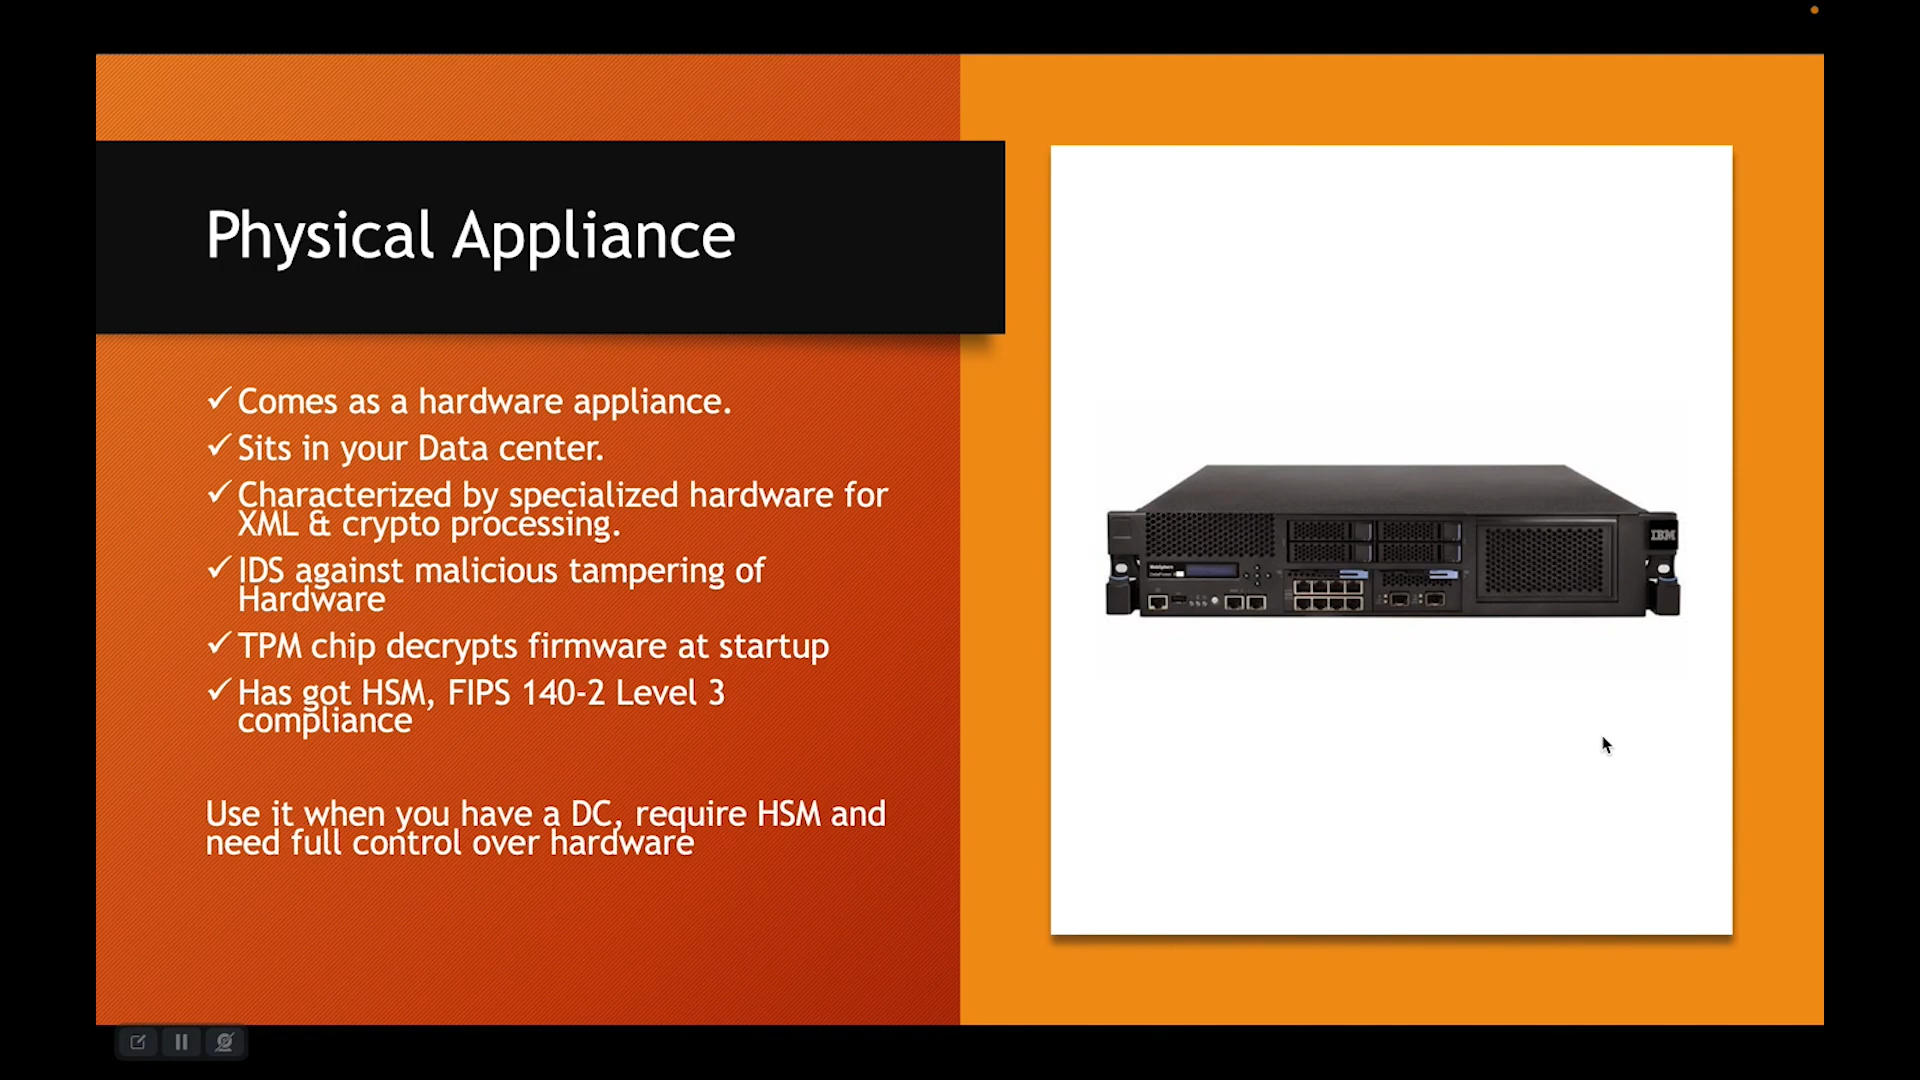 Physical Appliance
✓ Comes as a hardware appliance.
✓ Sits in your Data center.
✓ Characterized by specialized hardware for
XML & crypto processing.
✓ IDS against malicious tampering of
Hardware
✓ TPM chip decrypts firmware at startup
✓ Has got HSM, FIPS 140-2 Level 3
compliance
Use it when you have a DC, require HSM and
need full control over hardware
IBM
WebSphere
DataPower